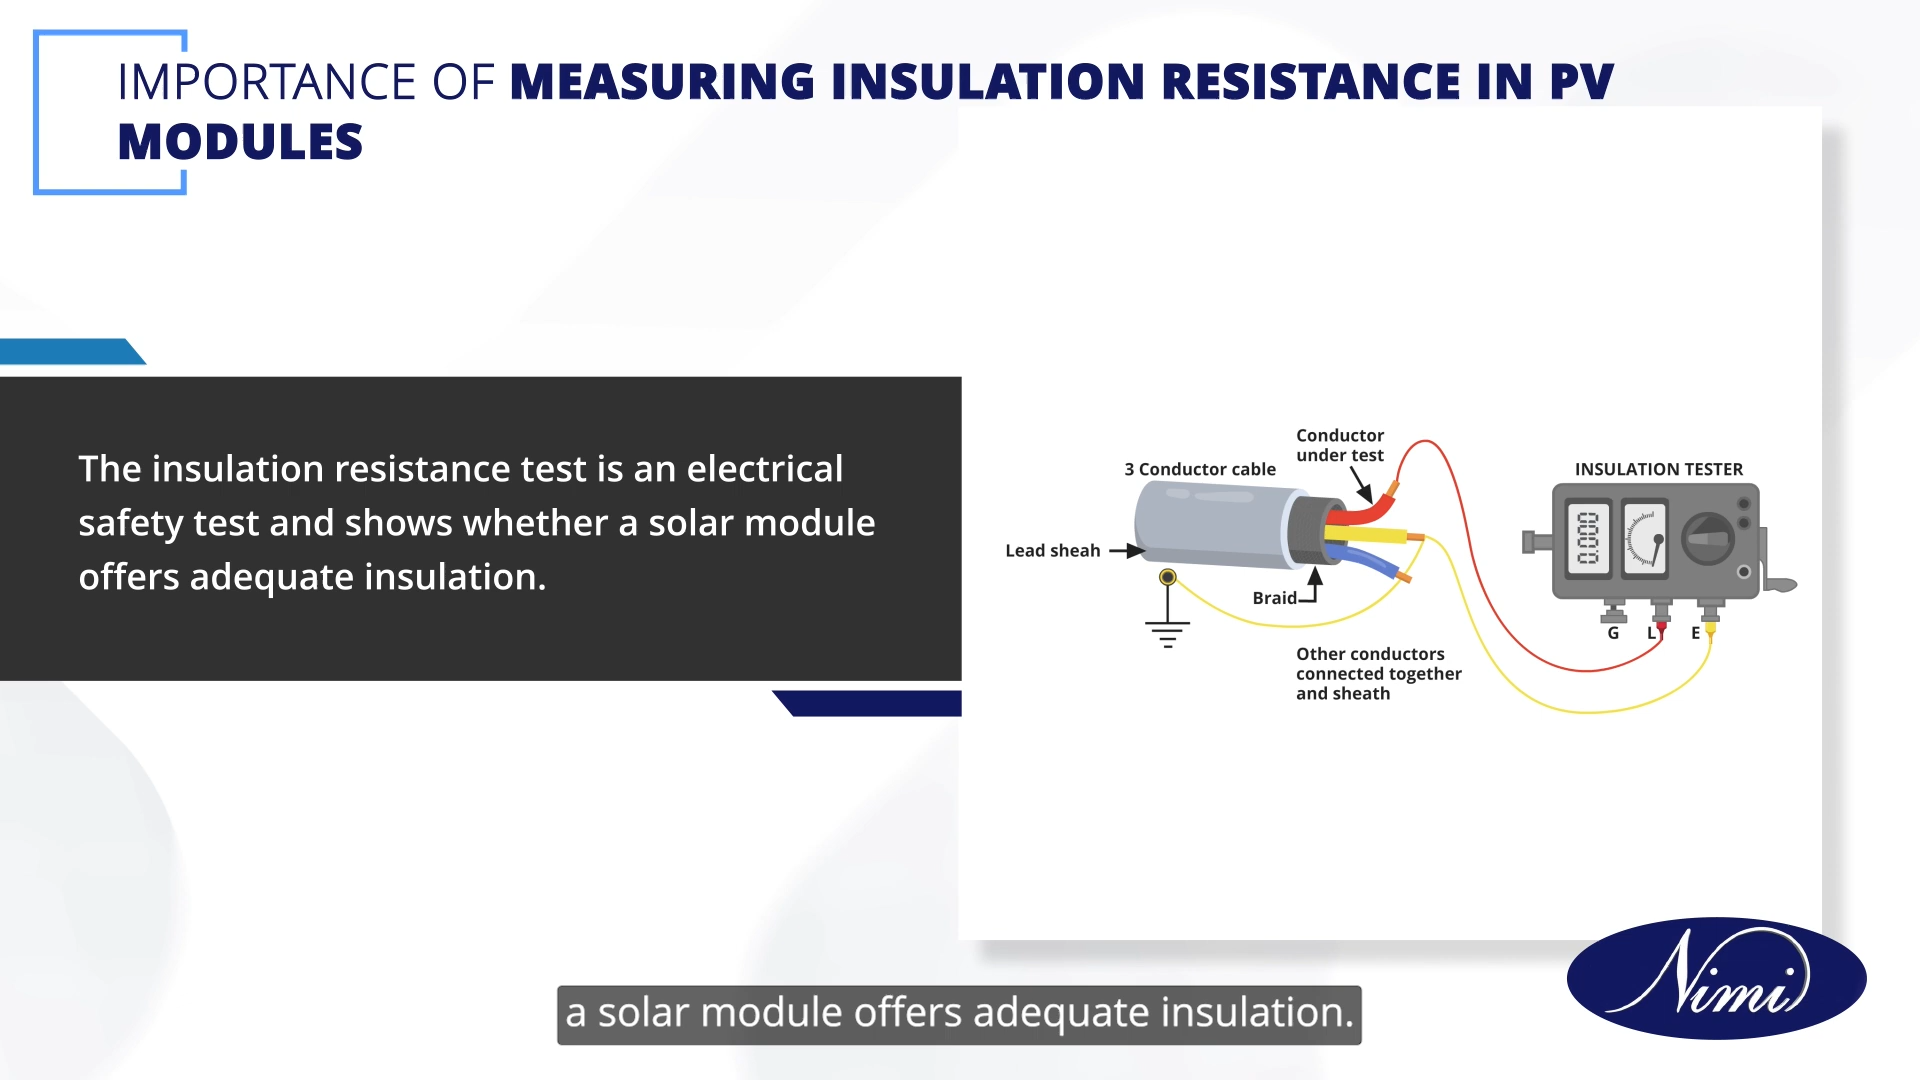 IMPORTANCE OF MEASURING INSULATION RESISTANCE IN PV
MODULES
The insulation resistance test is an electrical
safety test and shows whether a solar module
offers adequate insulation.
Conductor
under test
3 Conductor cable
INSULATION TESTER
Lead sheah
Braid
G L E
Other conductors
connected together
and sheath
Nimi
a solar module offers adequate insulation.